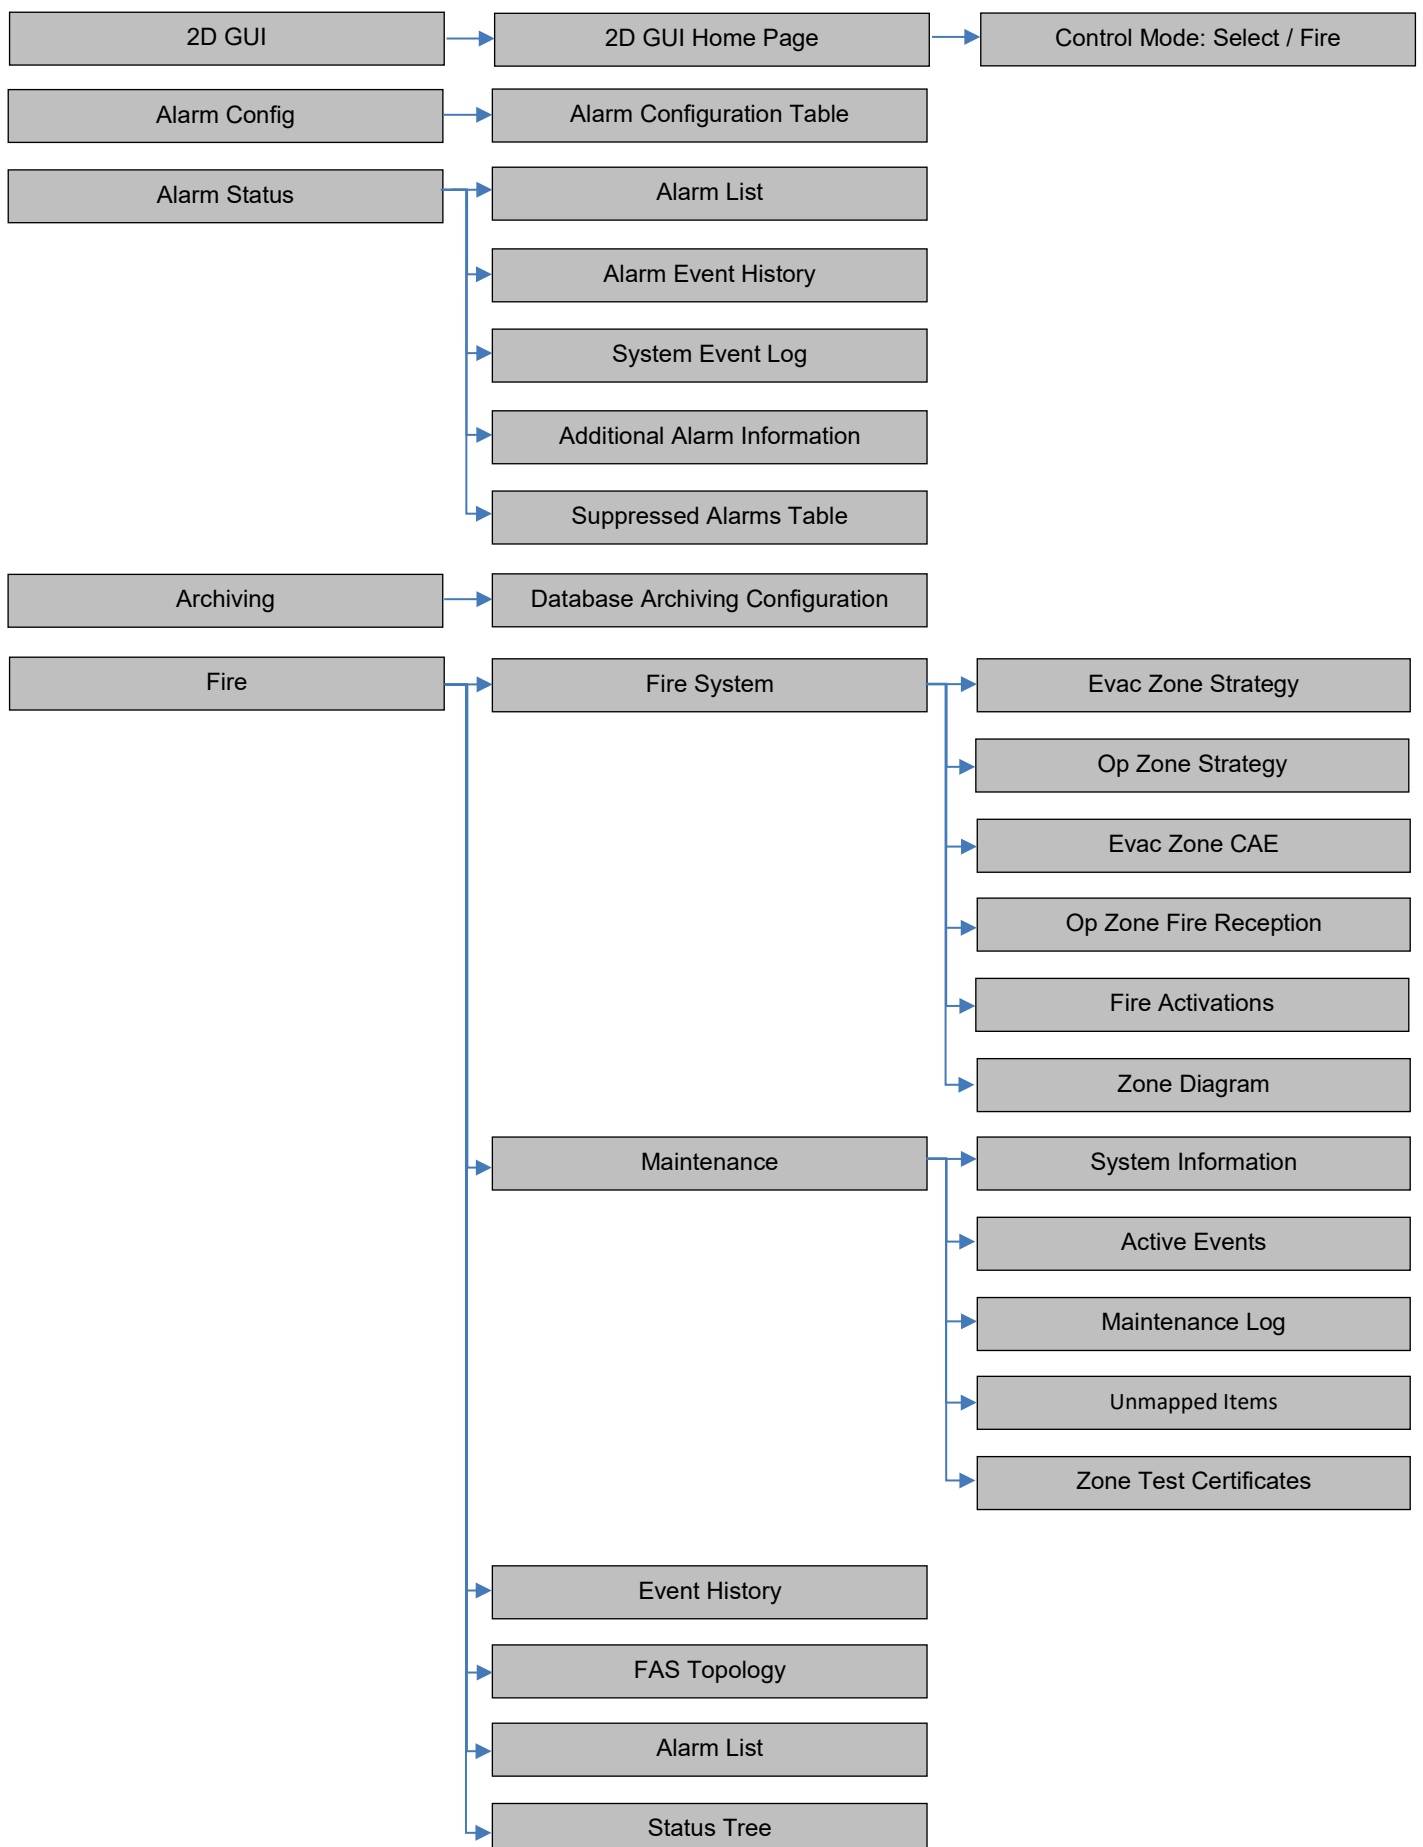 2D GUI
2D GUI Home Page
Control Mode: Select / Fire
Alarm Config
Alarm Configuration Table
Alarm Status
Alarm List
Alarm Event History
System Event Log
Additional Alarm Information
Suppressed Alarms Table
Archiving
Database Archiving Configuration
Fire
Fire System
Evac Zone Strategy
Op Zone Strategy
Evac Zone CAE
Op Zone Fire Reception
Fire Activations
Zone Diagram
Maintenance
System Information
Active Events
Maintenance Log
Unmapped Items
Zone Test Certificates
Event History
FAS Topology
Alarm List
Status Tree